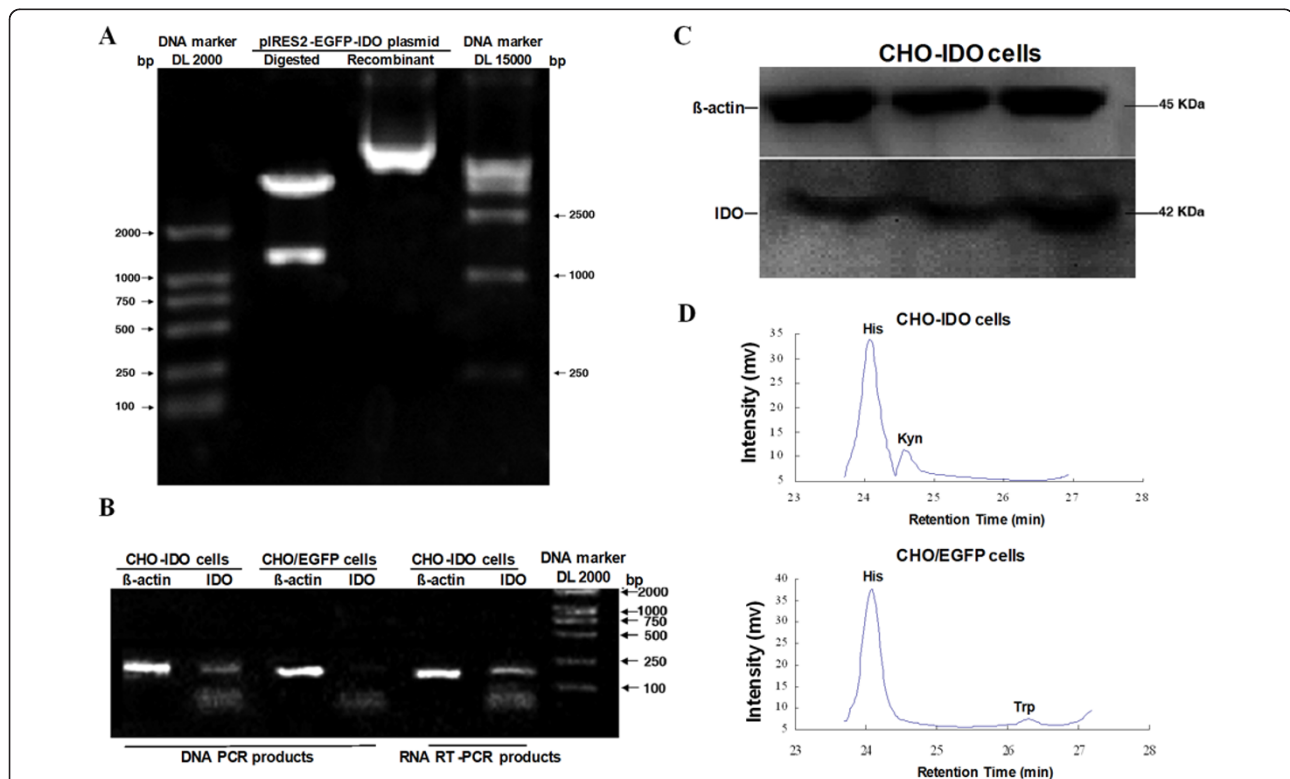 A
DNA marker
DL 2000
pIRES2-EGFP-IDO plasmid
Digested Recombinant
DNA marker
DL 15000
bp
bp
2000
1000
750
500
250
100
2500
1000
250
B
CHO-IDO cells CHO/EGFP cells CHO-IDO cells DNA marker
ß-actin IDO ß-actin IDO ß-actin IDO DL 2000 bp
2000
1000
750
500
250
100
DNA PCR products RNA RT-PCR products
C
CHO-IDO cells
ß-actin
45 KDa
IDO
42 KDa
D
CHO-IDO cells
His
Kyn
Intensity (mv)
35
30
25
20
15
10
5
23 24 25 26 27 28
Retention Time (min)
CHO/EGFP cells
His
Trp
Intensity (mv)
40
35
30
25
20
15
10
5
23 24 25 26 27 28
Retention Time (min)